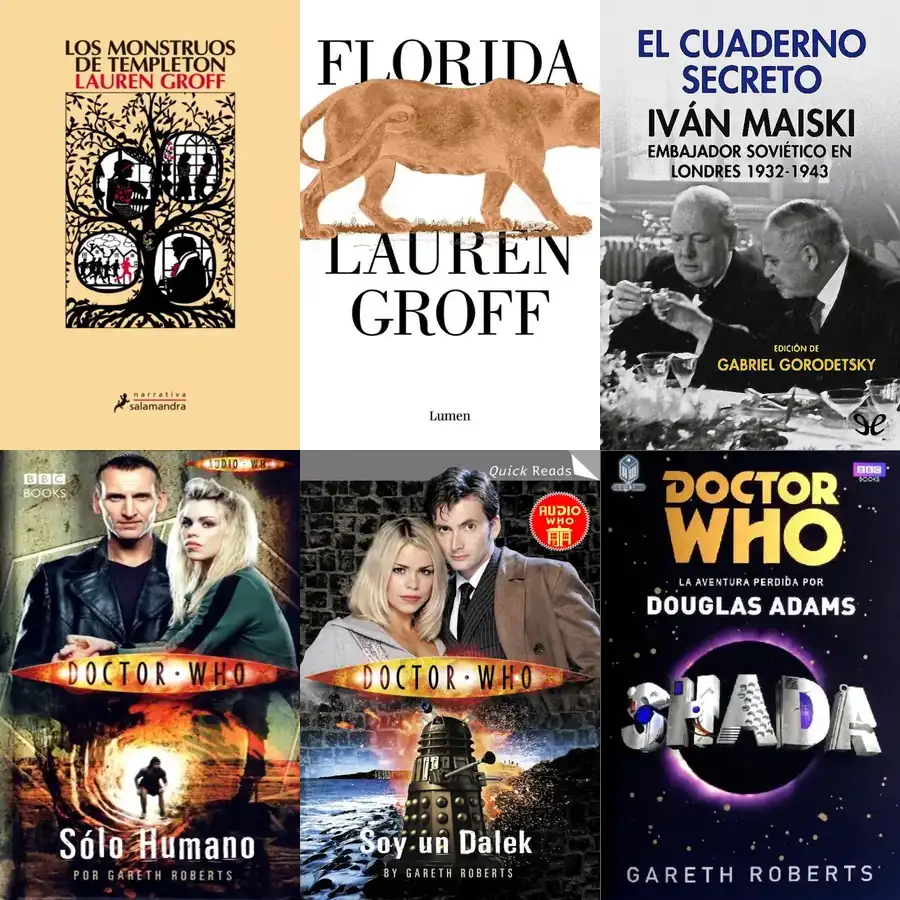 LOS MONSTRUOS
DE TEMPLETON
LAUREN GROFF
narrativa
salamandra
FLORIDA
LAUREN
GROFF
Lumen
EL CUADERNO
SECRETO
IVÁN MAISKI
EMBAJADOR SOVIÉTICO EN
LONDRES 1932-1943
EDICIÓN DE
GABRIEL GORODETSKY
BBC
BOOKS
AUDIO · WHO
DOCTOR · WHO
Sólo Humano
POR GARETH ROBERTS
Quick Reads
AUDIO
WHO
DOCTOR · WHO
Soy un Dalek
BY GARETH ROBERTS
BBC
BOOKS
DOCTOR
WHO
LA AVENTURA PERDIDA POR
DOUGLAS ADAMS
SHADA
GARETH ROBERTS